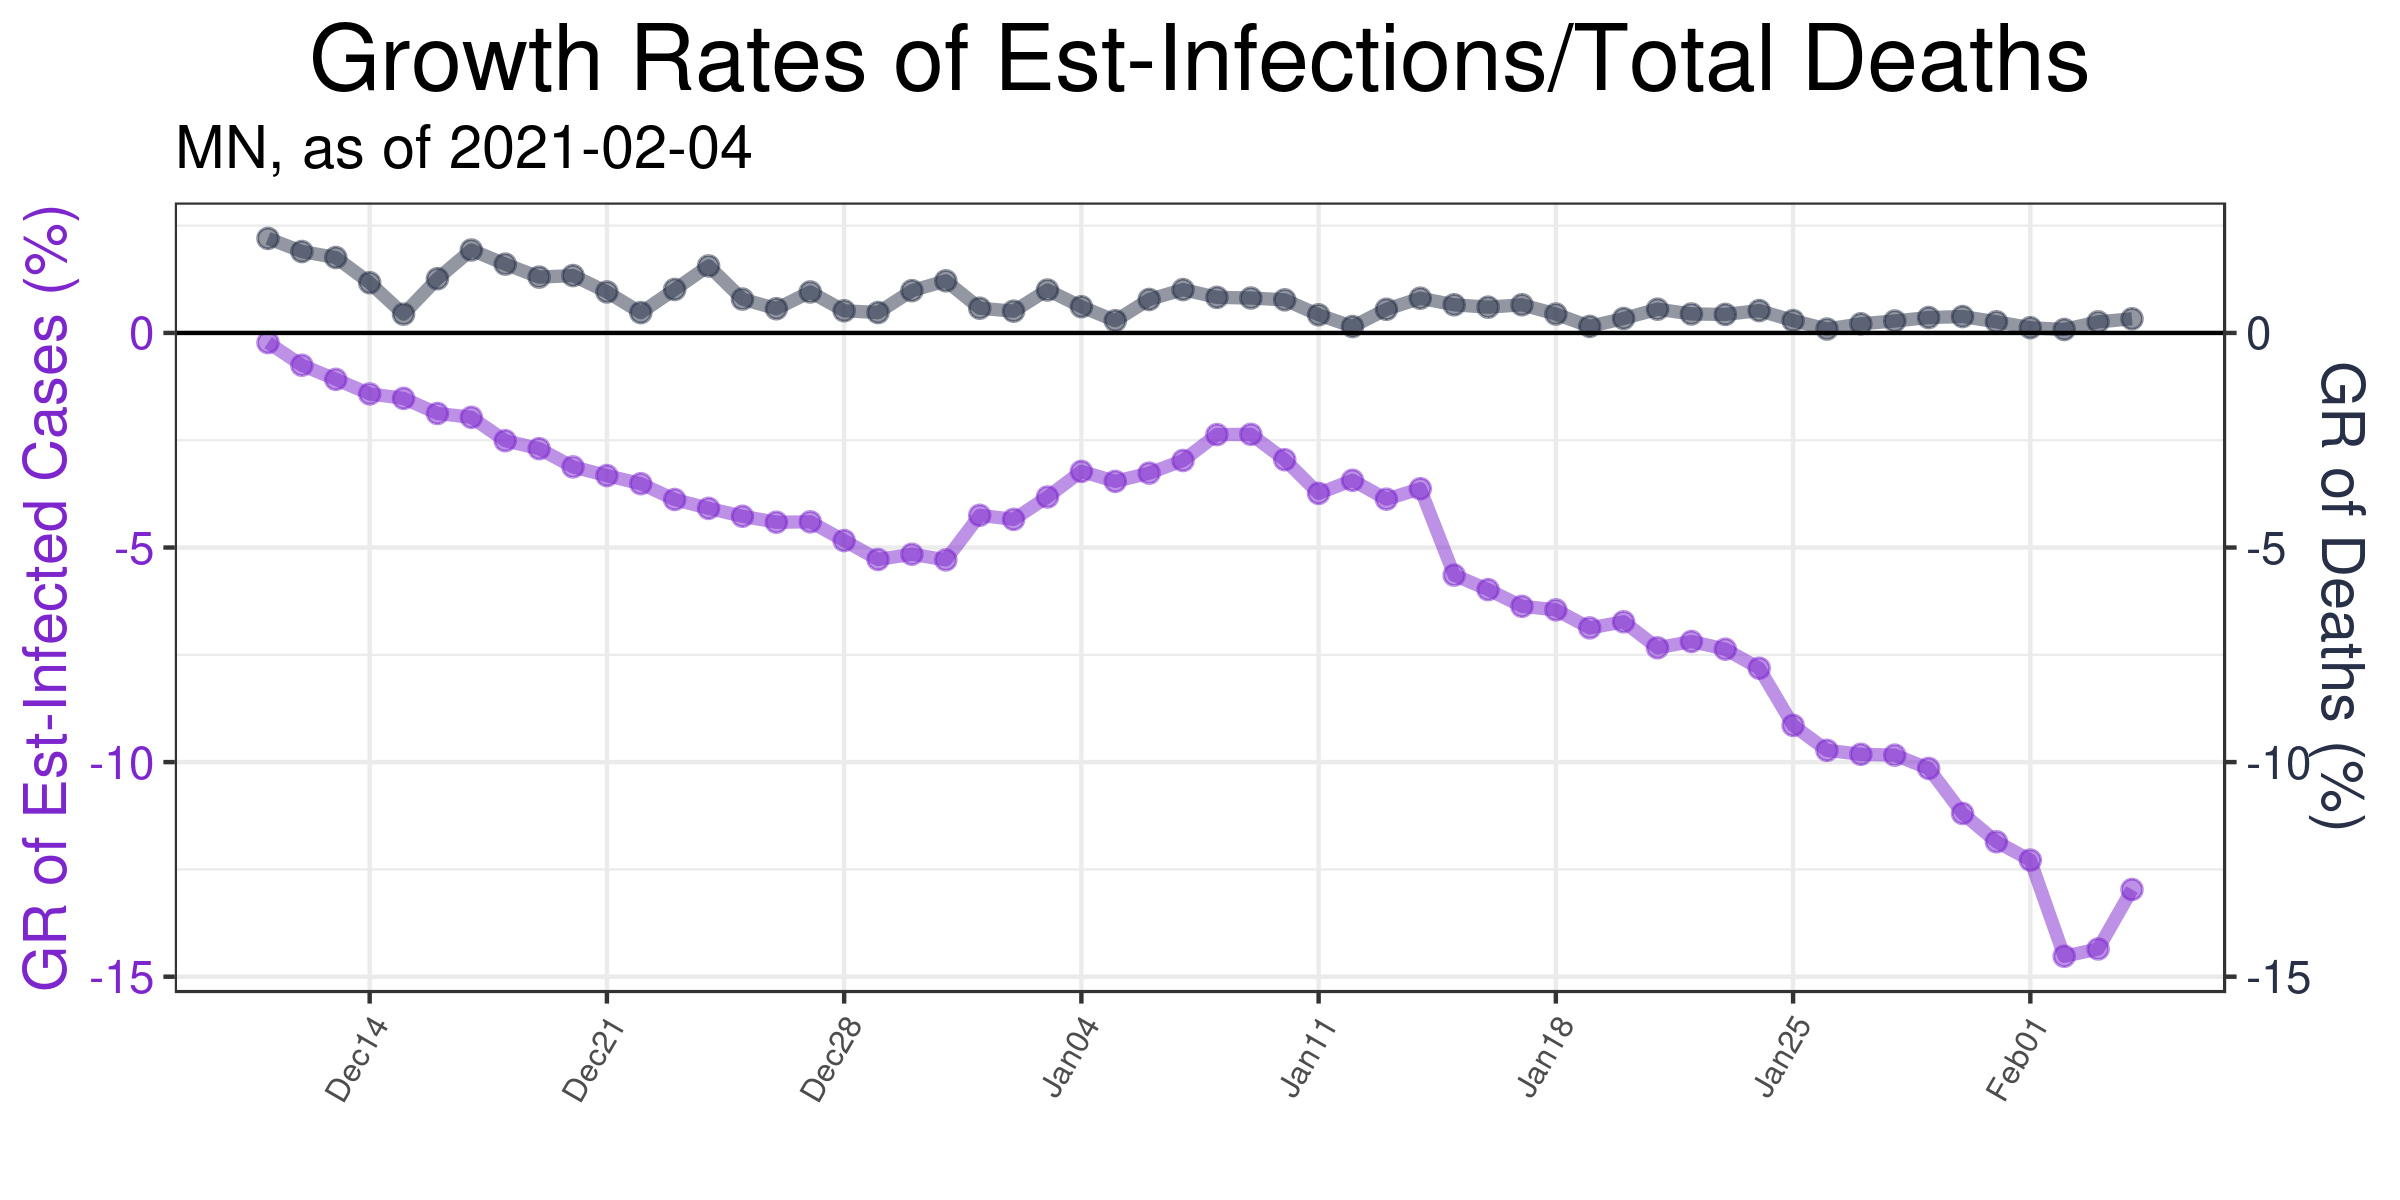 Growth Rates of Est-Infections/Total Deaths
MN, as of 2021-02-04
GR of Est-Infected Cases (%)
0
-5
-10
-15
0
-5
-10
-15
GR of Deaths (%)
Dec14
Dec21
Dec28
Jan04
Jan11
Jan18
Jan25
Feb01